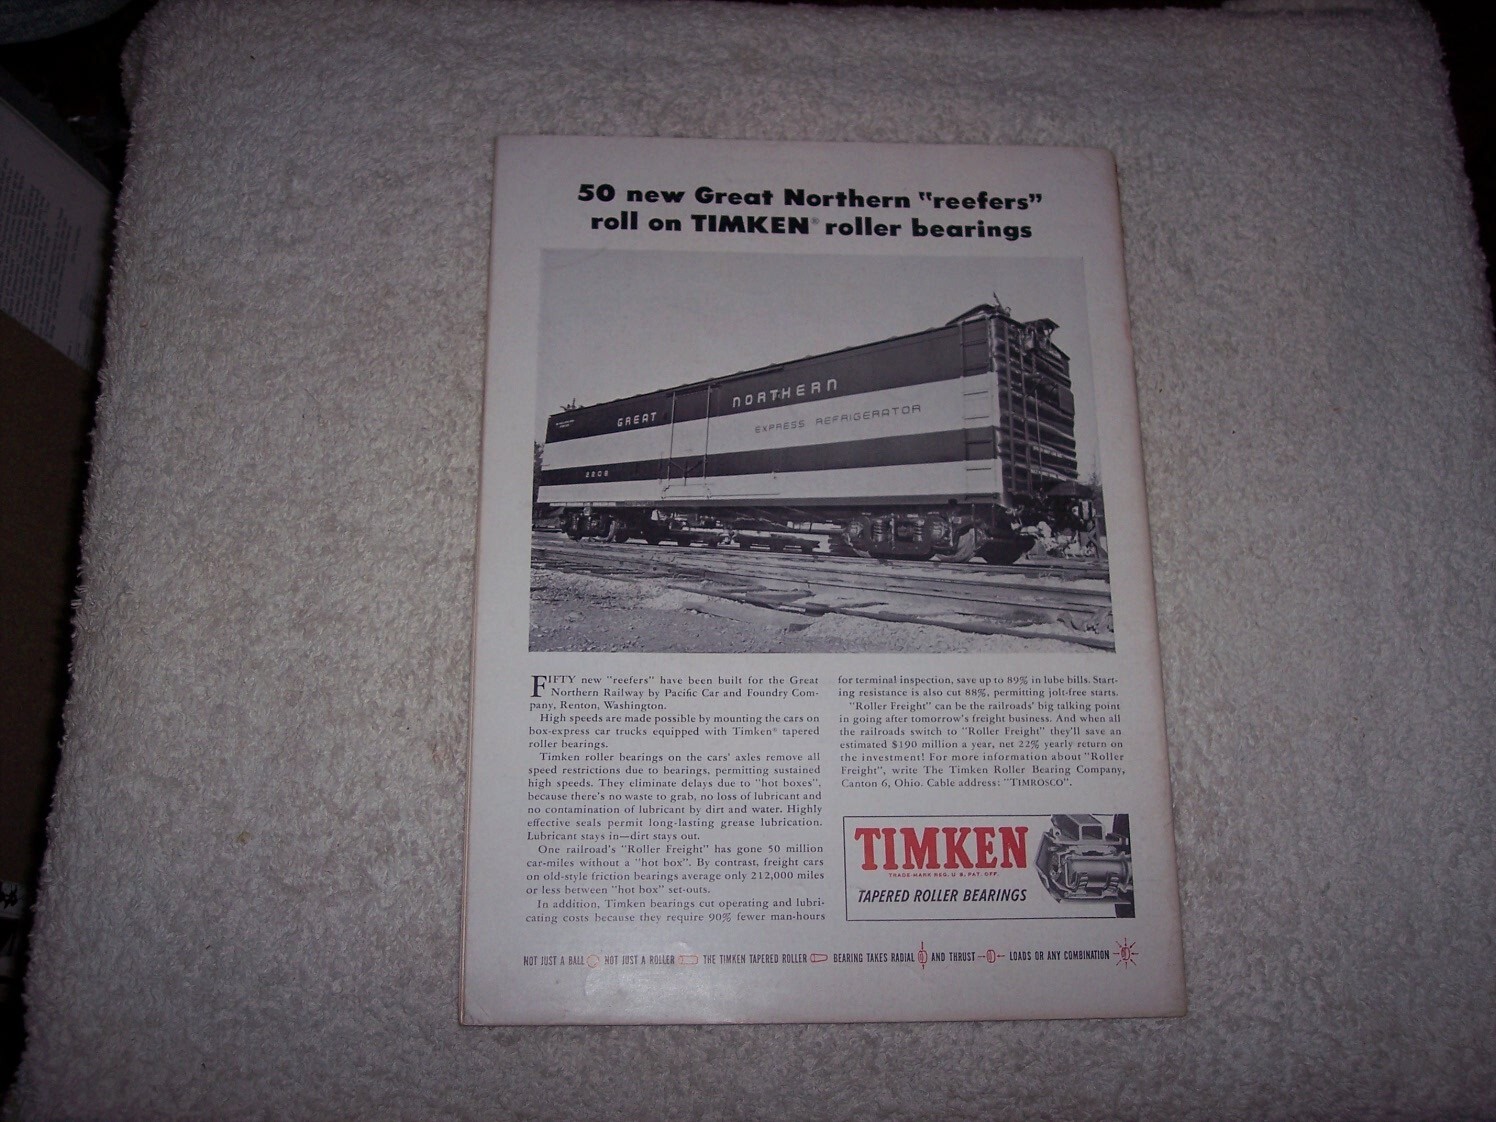 50 new Great Northern "reefers"
roll on TIMKEN® roller bearings
GREAT NORTHERN
EXPRESS REFRIGERATOR
2208
FIFTY new "reefers" have been built for the Great
Northern Railway by Pacific Car and Foundry Com-
pany, Renton, Washington.
High speeds are made possible by mounting the cars on
box-express car trucks equipped with Timken® tapered
roller bearings.
Timken roller bearings on the cars' axles remove all
speed restrictions due to bearings, permitting sustained
high speeds. They eliminate delays due to "hot boxes",
because there's no waste to grab, no loss of lubricant and
no contamination of lubricant by dirt and water. Highly
effective seals permit long-lasting grease lubrication.
Lubricant stays in—dirt stays out.
One railroad's "Roller Freight" has gone 50 million
car-miles without a "hot box". By contrast, freight cars
on old-style friction bearings average only 212,000 miles
or less between "hot box" set-outs.
In addition, Timken bearings cut operating and lubri-
cating costs because they require 90% fewer man-hours
for terminal inspection, save up to 89% in lube bills. Start-
ing resistance is also cut 88%, permitting jolt-free starts.
"Roller Freight" can be the railroads' big talking point
in going after tomorrow's freight business. And when all
the railroads switch to "Roller Freight" they'll save an
estimated $190 million a year, net 22% yearly return on
the investment! For more information about "Roller
Freight", write The Timken Roller Bearing Company,
Canton 6, Ohio. Cable address: "TIMROSCO".
TIMKEN
TRADE-MARK REG. U. S. PAT. OFF.
TAPERED ROLLER BEARINGS
NOT JUST A BALL NOT JUST A ROLLER THE TIMKEN TAPERED ROLLER BEARING TAKES RADIAL AND THRUST LOADS OR ANY COMBINATION